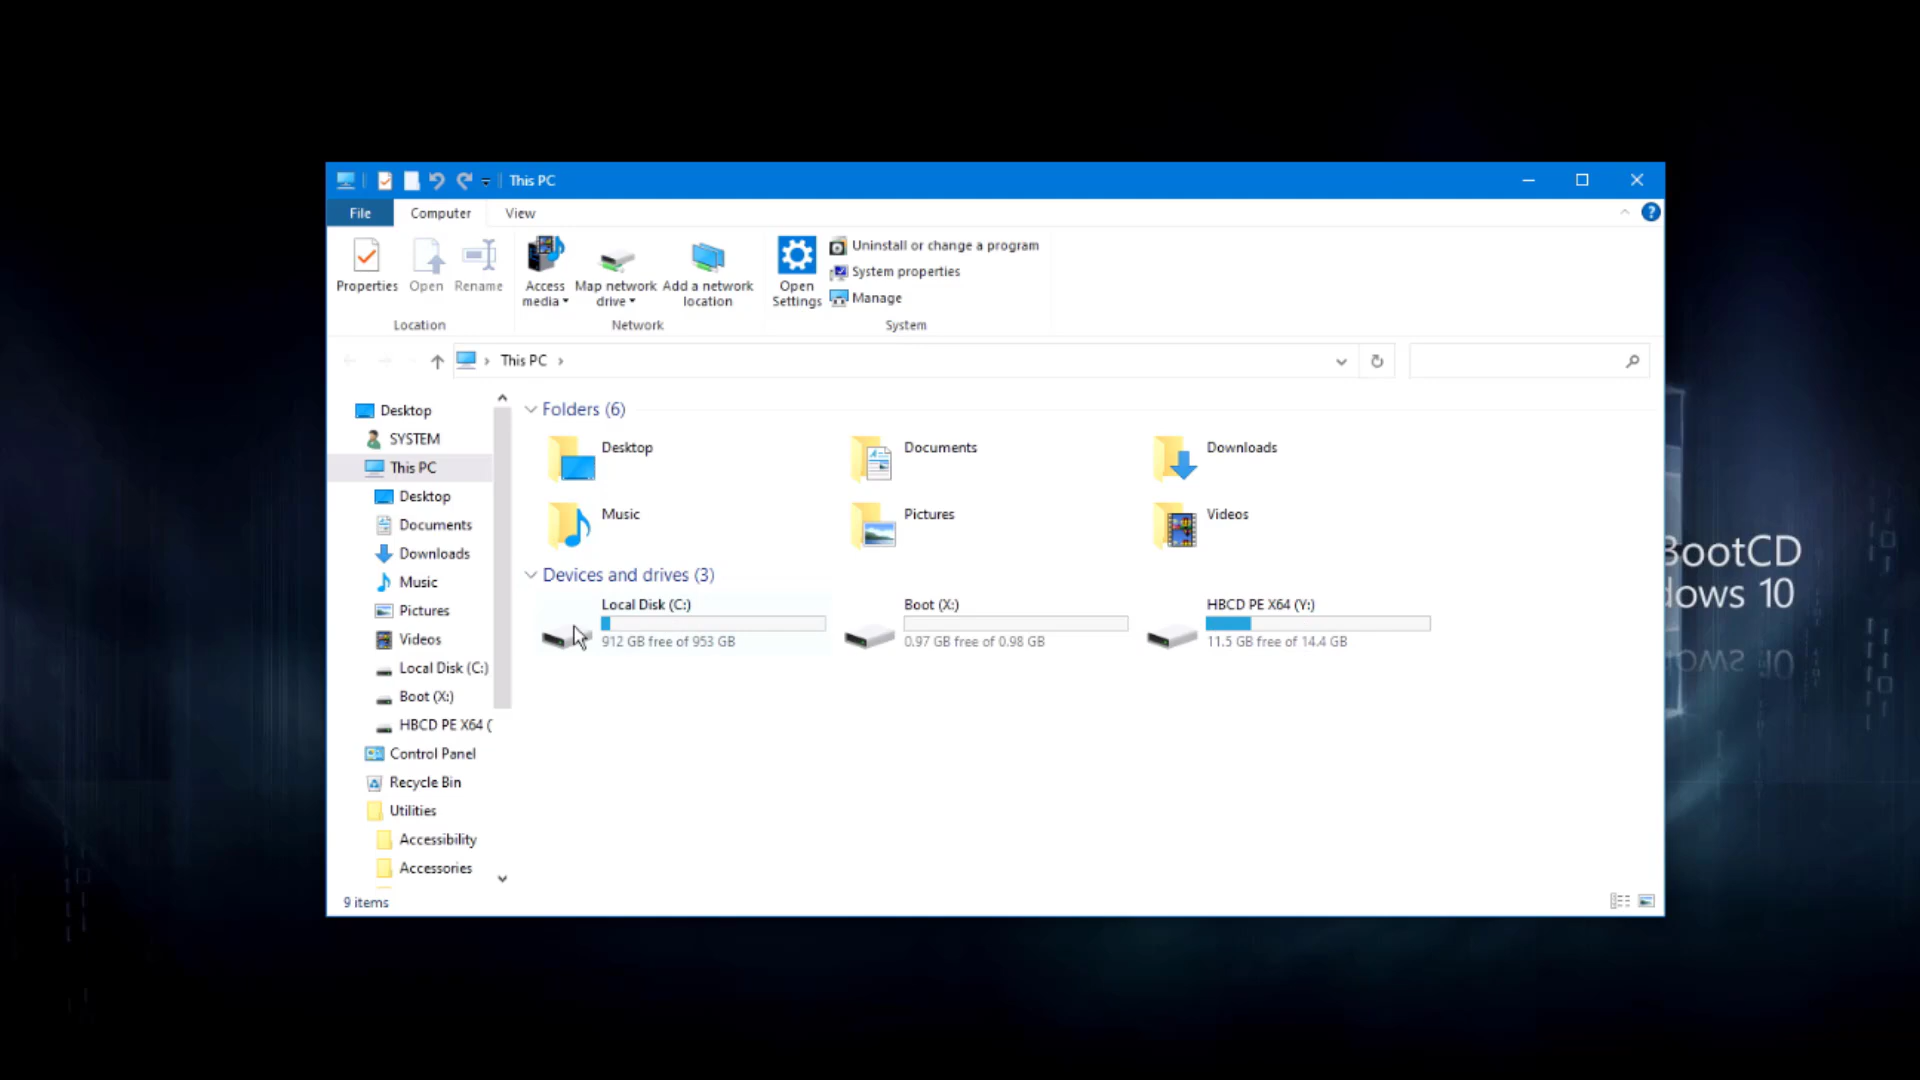 This PC
File
Computer
View
Properties
Open
Rename
Access media
Map network drive
Add a network location
Open Settings
Uninstall or change a program
System properties
Manage
Location
Network
System
This PC
Desktop
SYSTEM
This PC
Desktop
Documents
Downloads
Music
Pictures
Videos
Local Disk (C:)
Boot (X:)
HBCD PE X64 (
Control Panel
Recycle Bin
Utilities
Accessibility
Accessories
Folders (6)
Desktop
Documents
Downloads
Music
Pictures
Videos
Devices and drives (3)
Local Disk (C:)
912 GB free of 953 GB
Boot (X:)
0.97 GB free of 0.98 GB
HBCD PE X64 (Y:)
11.5 GB free of 14.4 GB
9 items
BootCD
dows 10